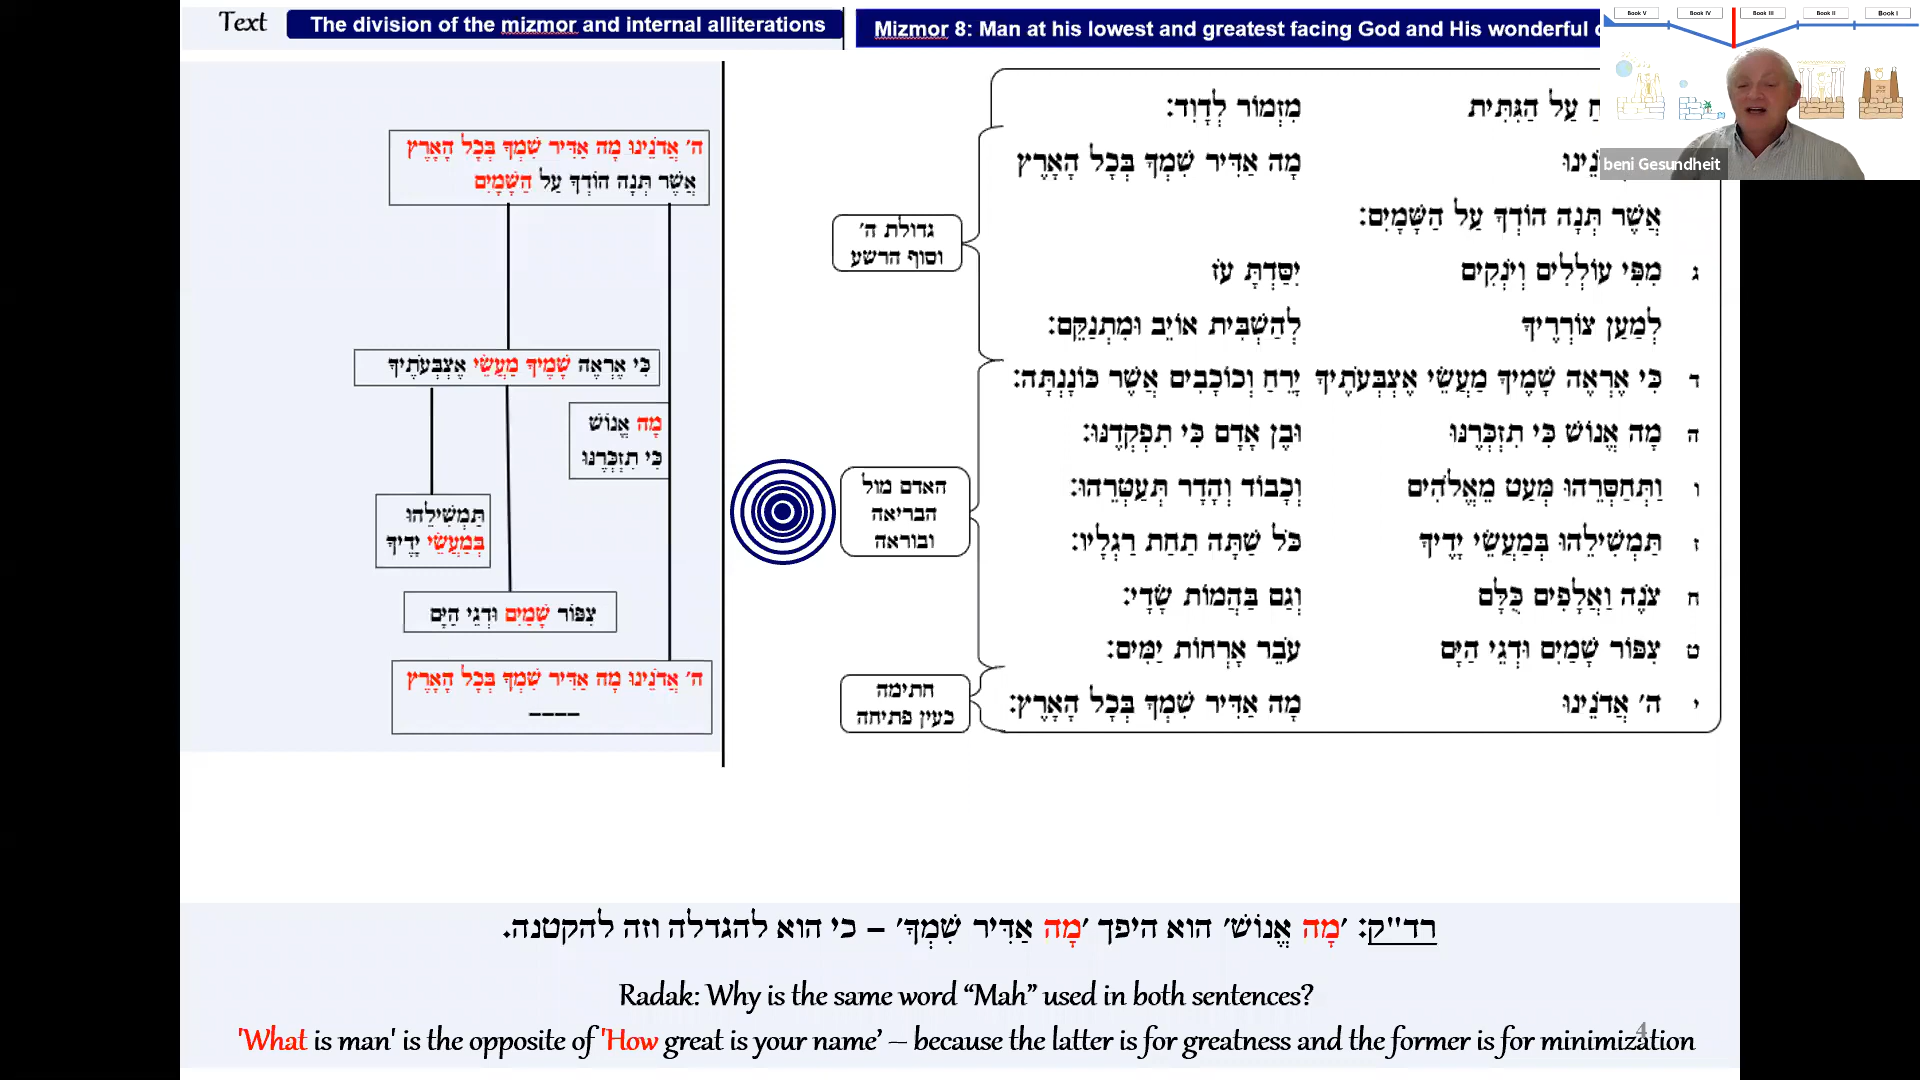 Text
The division of the mizmor and internal alliterations
Mizmor 8: Man at his lowest and greatest facing God and His wonderful
Book V Book IV Book III Book II Book I
beni Gesundheit
ה' אֲדֹנֵינוּ מָה אַדִּיר שִׁמְךָ בְּכָל הָאָרֶץ
אֲשֶׁר תְּנָה הוֹדְךָ עַל הַשָּׁמָיִם
כִּי אֶרְאֶה שָׁמֶיךָ מַעֲשֵׂי אֶצְבְּעֹתֶיךָ
מָה אֱנוֹשׁ
כִּי תִזְכְּרֶנּוּ
תַּמְשִׁילֵהוּ
בְּמַעֲשֵׂי יָדֶיךָ
צִפּוֹר שָׁמַיִם וּדְגֵי הַיָּם
ה' אֲדֹנֵינוּ מָה אַדִּיר שִׁמְךָ בְּכָל הָאָרֶץ
––––
עַל הַגִּתִּית מִזְמוֹר לְדָוִד:
מָה אַדִּיר שִׁמְךָ בְּכָל הָאָרֶץ
אֲשֶׁר תְּנָה הוֹדְךָ עַל הַשָּׁמָיִם:
ג מִפִּי עוֹלְלִים וְיֹנְקִים יִסַּדְתָּ עֹז
לְמַעַן צוֹרְרֶיךָ לְהַשְׁבִּית אוֹיֵב וּמִתְנַקֵּם:
ד כִּי אֶרְאֶה שָׁמֶיךָ מַעֲשֵׂי אֶצְבְּעֹתֶיךָ יָרֵחַ וְכוֹכָבִים אֲשֶׁר כּוֹנָנְתָּה:
ה מָה אֱנוֹשׁ כִּי תִזְכְּרֶנּוּ וּבֶן אָדָם כִּי תִפְקְדֶנּוּ:
ו וַתְּחַסְּרֵהוּ מְּעַט מֵאֱלֹהִים וְכָבוֹד וְהָדָר תְּעַטְּרֵהוּ:
ז תַּמְשִׁילֵהוּ בְּמַעֲשֵׂי יָדֶיךָ כֹּל שַׁתָּה תַחַת רַגְלָיו:
ח צֹנֶה וַאֲלָפִים כֻּלָּם וְגַם בַּהֲמוֹת שָׂדָי:
ט צִפּוֹר שָׁמַיִם וּדְגֵי הַיָּם עֹבֵר אָרְחוֹת יַמִּים:
י ה' אֲדֹנֵינוּ מָה אַדִּיר שִׁמְךָ בְּכָל הָאָרֶץ:
גדולת ה'
וסוף הרשע
האדם מול
הבריאה
ובוראה
חתימה
כעין פתיחה
רד"ק: 'מָה אֱנוֹשׁ' הוא היפך 'מָה אַדִּיר שִׁמְךָ' – כי הוא להגדלה וזה להקטנה.
Radak: Why is the same word “Mah” used in both sentences?
'What is man' is the opposite of 'How great is your name’ – because the latter is for greatness and the former is for minimization
4